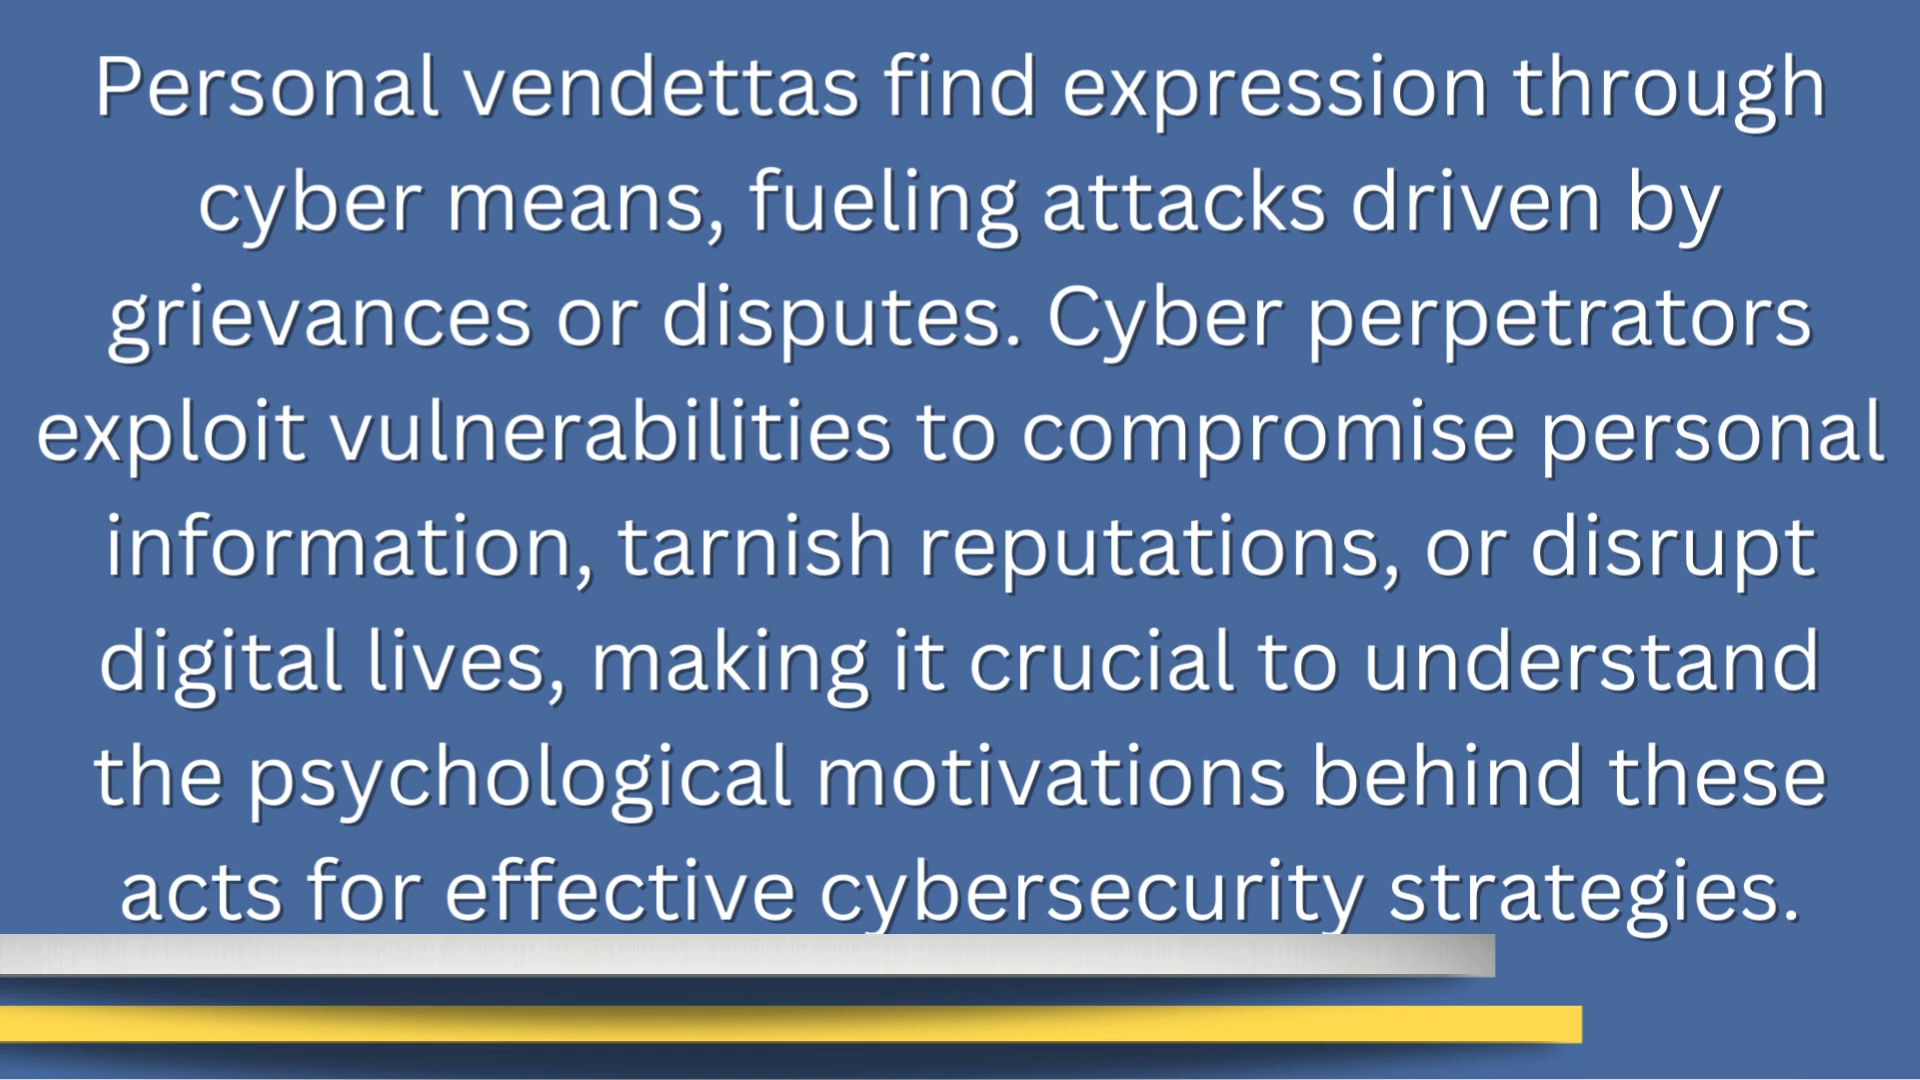 Personal vendettas find expression through
cyber means, fueling attacks driven by
grievances or disputes. Cyber perpetrators
exploit vulnerabilities to compromise personal
information, tarnish reputations, or disrupt
digital lives, making it crucial to understand
the psychological motivations behind these
acts for effective cybersecurity strategies.